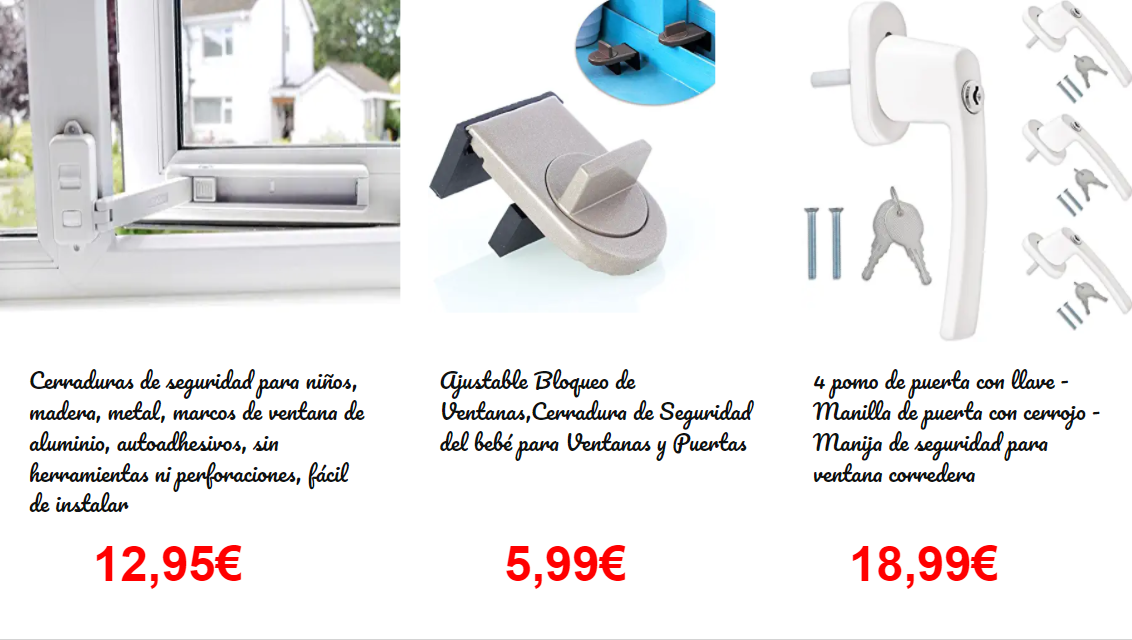 Cerraduras de seguridad para niños,
madera, metal, marcos de ventana de
aluminio, autoadhesivos, sin
herramientas ni perforaciones, fácil
de instalar
12,95€
Ajustable Bloqueo de
Ventanas,Cerradura de Seguridad
del bebé para Ventanas y Puertas
5,99€
4 pomo de puerta con llave -
Manilla de puerta con cerrojo -
Manija de seguridad para
ventana corredera
18,99€